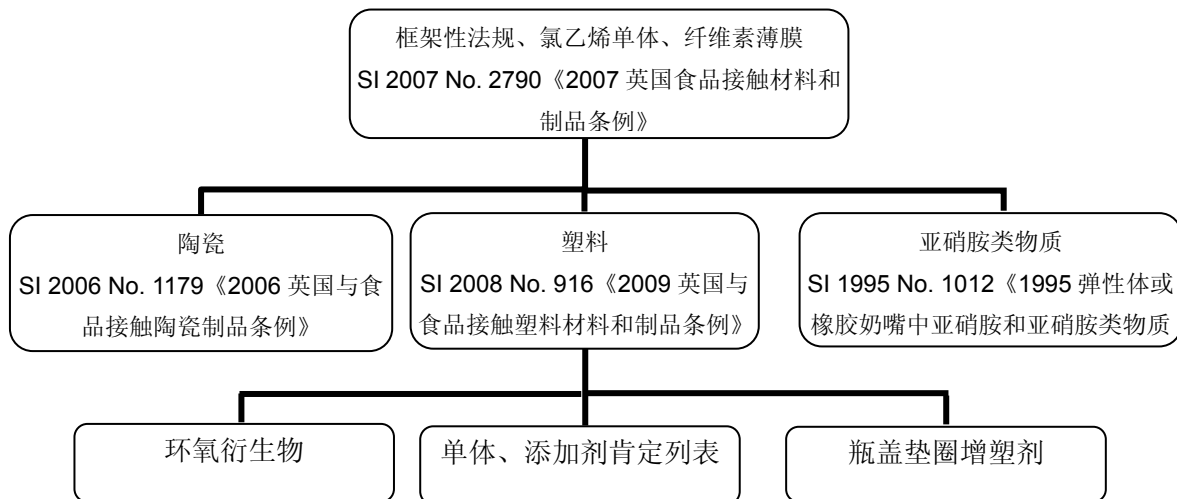 框架性法规、氯乙烯单体、纤维素薄膜
SI 2007 No. 2790《2007 英国食品接触材料和
制品条例》
陶瓷
SI 2006 No. 1179《2006 英国与食
品接触陶瓷制品条例》
塑料
SI 2008 No. 916《2009 英国与
食品接触塑料材料和制品条例》
亚硝胺类物质
SI 1995 No. 1012《1995 弹性体或
橡胶奶嘴中亚硝胺和亚硝胺类物质
环氧衍生物
单体、添加剂肯定列表
瓶盖垫圈增塑剂